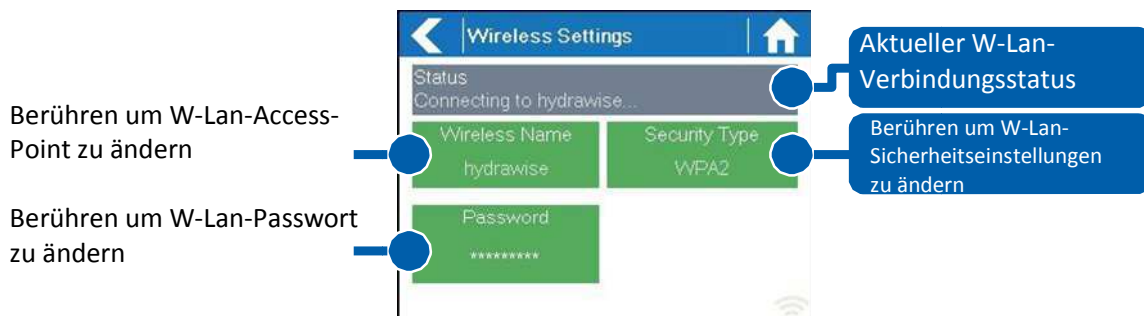 Wireless Settings
Status
Connecting to hydrawise...
Wireless Name
hydrawise
Security Type
WPA2
Password
*********
Berühren um W-Lan-Access-
Point zu ändern
Berühren um W-Lan-Passwort
zu ändern
Aktueller W-Lan-
Verbindungsstatus
Berühren um W-Lan-
Sicherheitseinstellungen
zu ändern